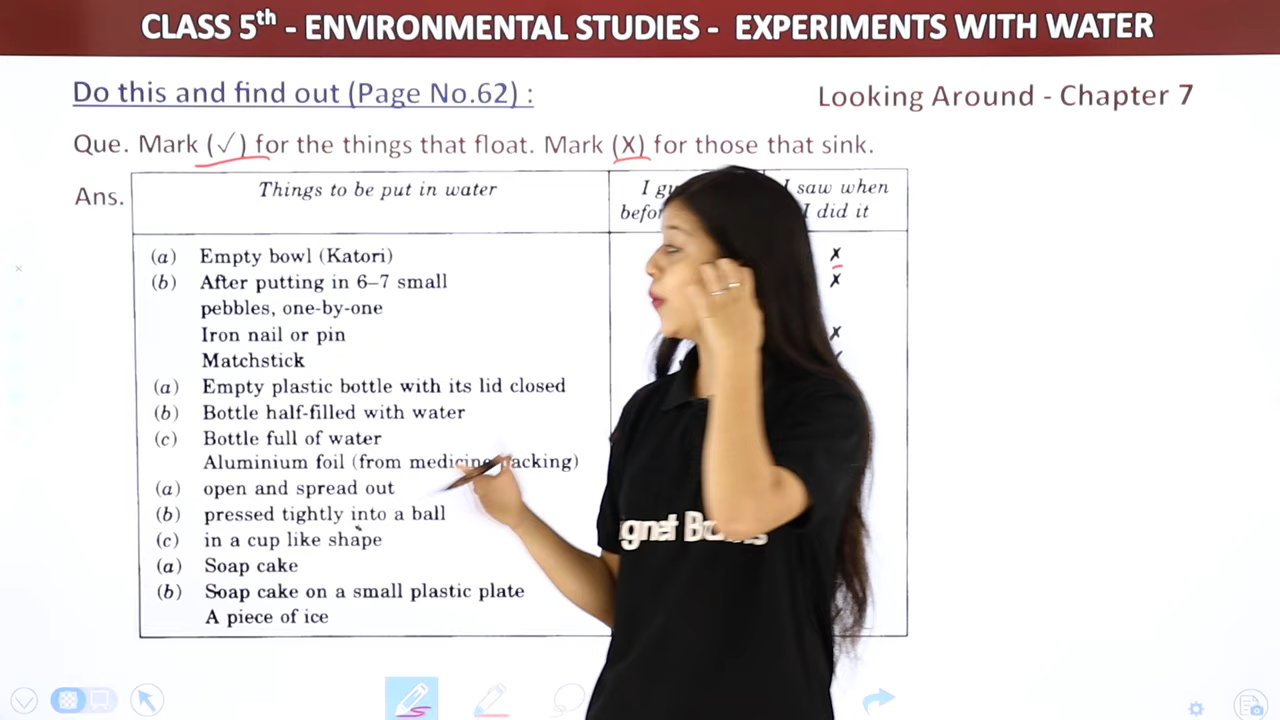 CLASS 5th - ENVIRONMENTAL STUDIES - EXPERIMENTS WITH WATER
Do this and find out (Page No.62) :
Looking Around - Chapter 7
Que. Mark (√) for the things that float. Mark (X) for those that sink.
Ans.
Things to be put in water
I
saw when
I did it
(a) Empty bowl (Katori) ✗
(b) After putting in 6–7 small ✗
pebbles, one-by-one
Iron nail or pin ✗
Matchstick
(a) Empty plastic bottle with its lid closed
(b) Bottle half-filled with water
(c) Bottle full of water
Aluminium foil (from medicine packing)
(a) open and spread out
(b) pressed tightly into a ball
(c) in a cup like shape
(a) Soap cake
(b) Soap cake on a small plastic plate
A piece of ice